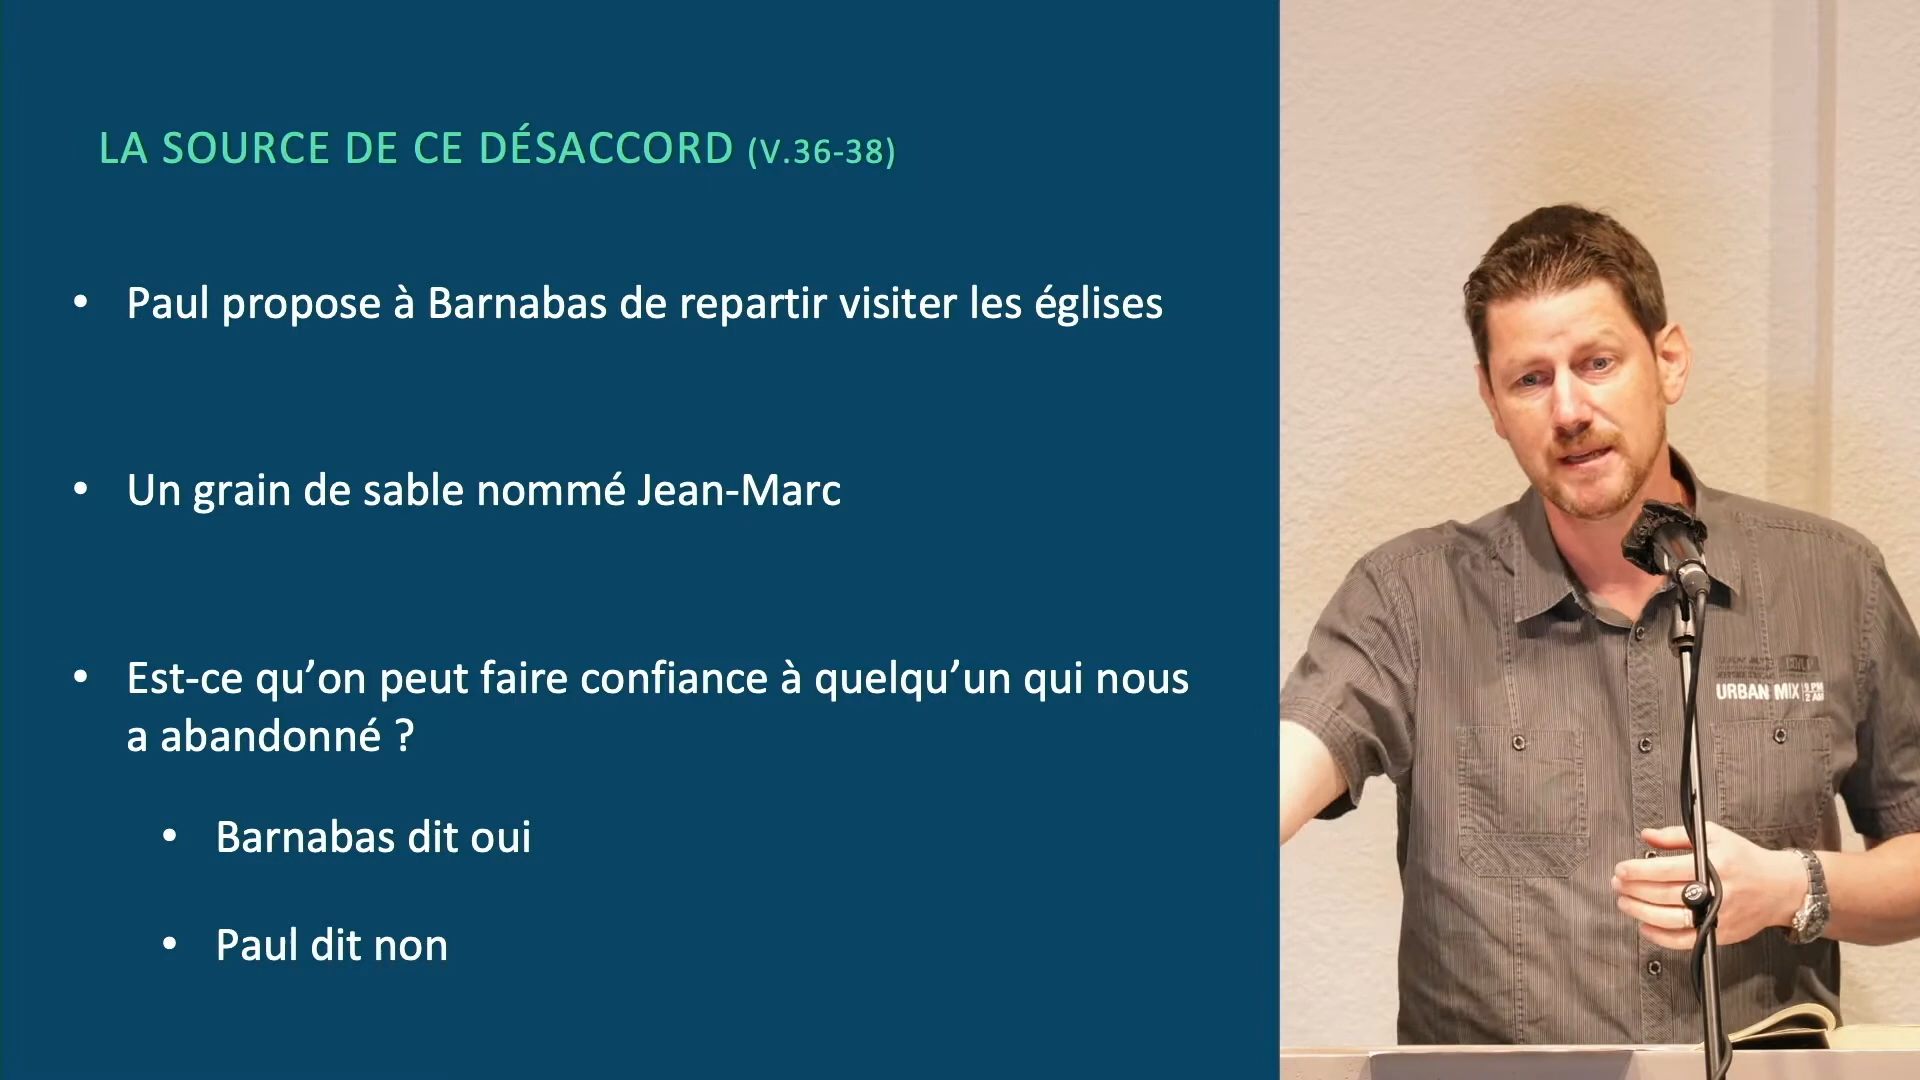 LA SOURCE DE CE DÉSACCORD (V.36-38)
• Paul propose à Barnabas de repartir visiter les églises
• Un grain de sable nommé Jean-Marc
• Est-ce qu’on peut faire confiance à quelqu’un qui nous
a abandonné ?
• Barnabas dit oui
• Paul dit non
URBAN MIX